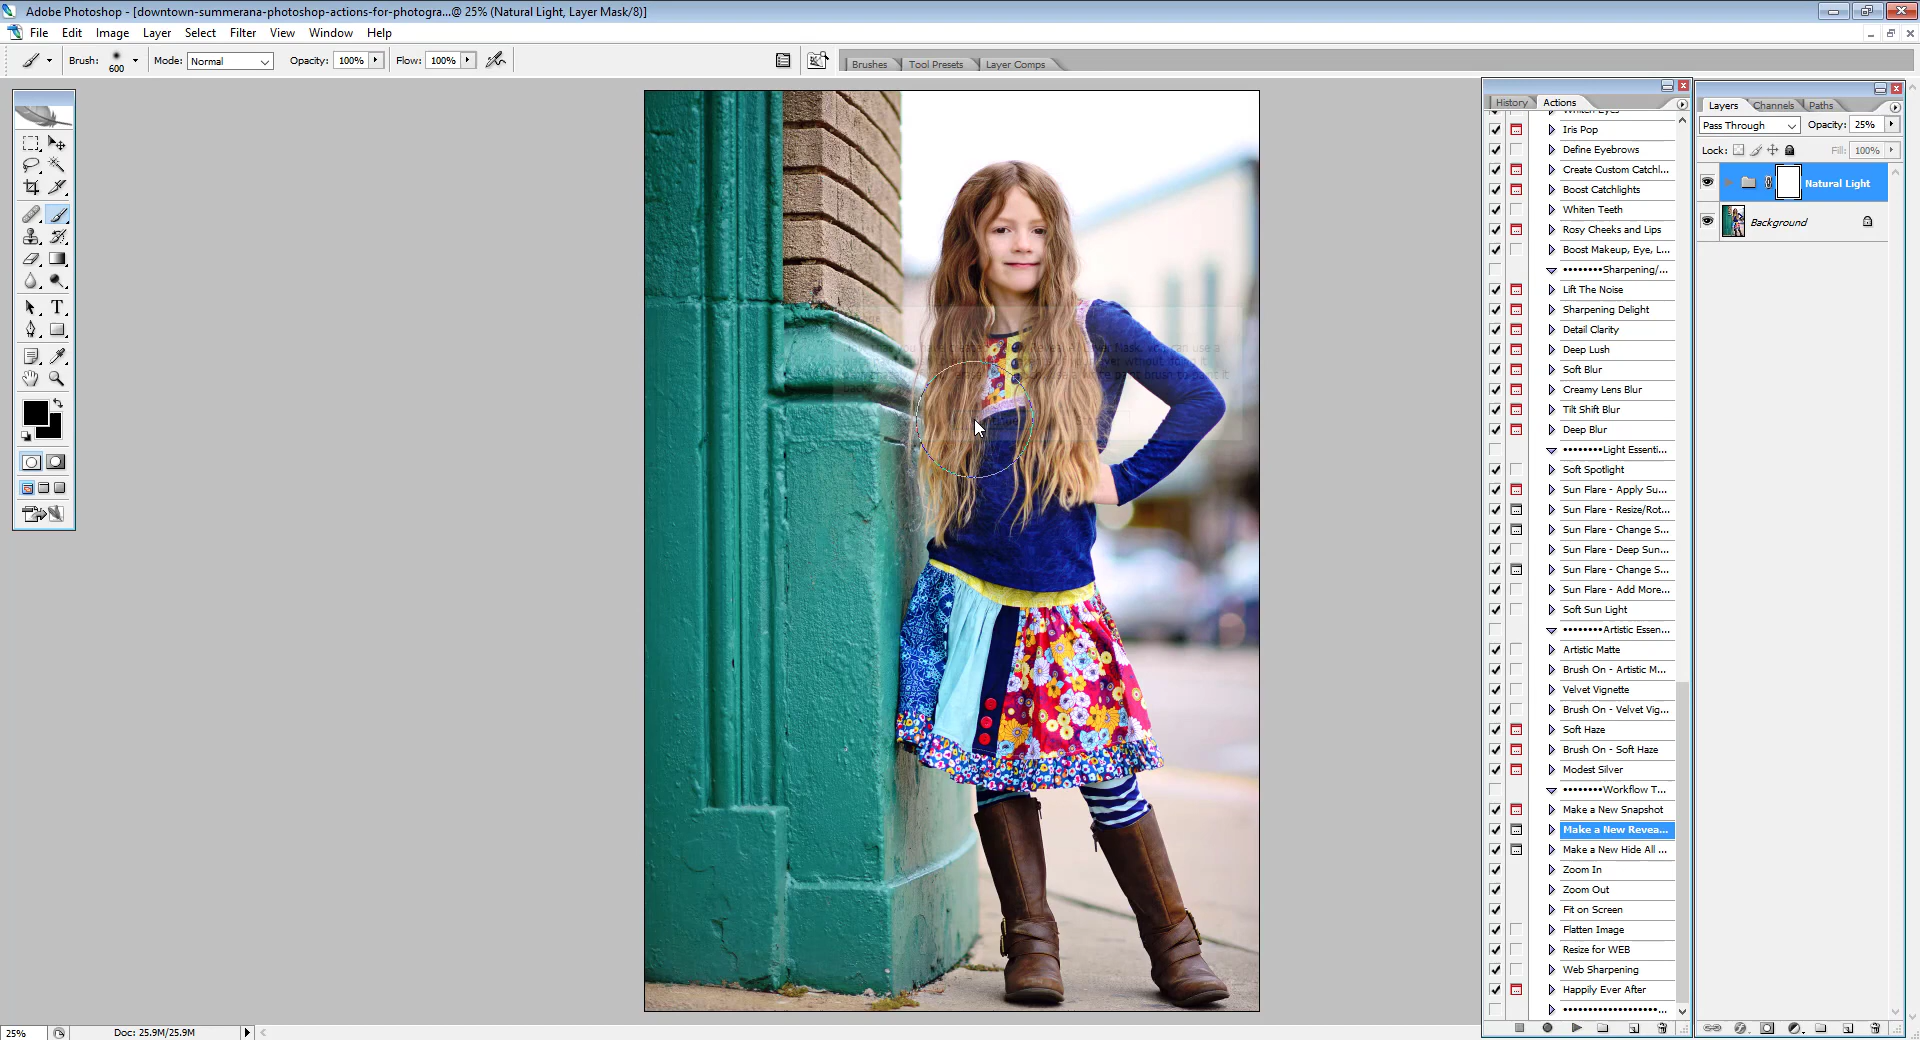 Adobe Photoshop - [downtown-summerana-photoshop-actions-for-photogra...@ 25% (Natural Light, Layer Mask/8)]
File Edit Image Layer Select Filter View Window Help
Brush: 600 Mode: Normal Opacity: 100% Flow: 100% Brushes Tool Presets Layer Comps
History Actions
Whiten Eyes
Iris Pop
Define Eyebrows
Create Custom Catchl...
Boost Catchlights
Whiten Teeth
Rosy Cheeks and Lips
Boost Makeup, Eye, L...
••••••••Sharpening/...
Lift The Noise
Sharpening Delight
Detail Clarity
Deep Lush
Soft Blur
Creamy Lens Blur
Tilt Shift Blur
Deep Blur
••••••••Light Essenti...
Soft Spotlight
Sun Flare - Apply Su...
Sun Flare - Resize/Rot...
Sun Flare - Change S...
Sun Flare - Deep Sun...
Sun Flare - Change S...
Sun Flare - Add More...
Soft Sun Light
••••••••Artistic Essen...
Artistic Matte
Brush On - Artistic M...
Velvet Vignette
Brush On - Velvet Vig...
Soft Haze
Brush On - Soft Haze
Modest Silver
••••••••Workflow T...
Make a New Snapshot
Make a New Revea...
Make a New Hide All ...
Zoom In
Zoom Out
Fit on Screen
Flatten Image
Resize for WEB
Web Sharpening
Happily Ever After
••••••••••••••••••...
Layers Channels Paths
Pass Through Opacity: 25%
Lock: Fill: 100%
Natural Light
Background
25% Doc: 25.9M/25.9M